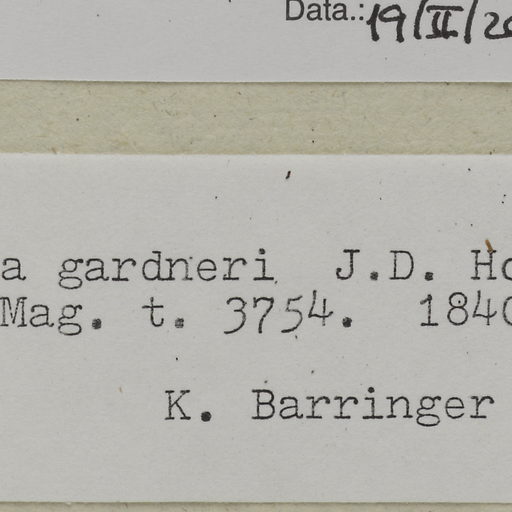 Data.: 19/II/20
a gardneri J.D. Ho
Mag. t. 3754. 1840
K. Barringer